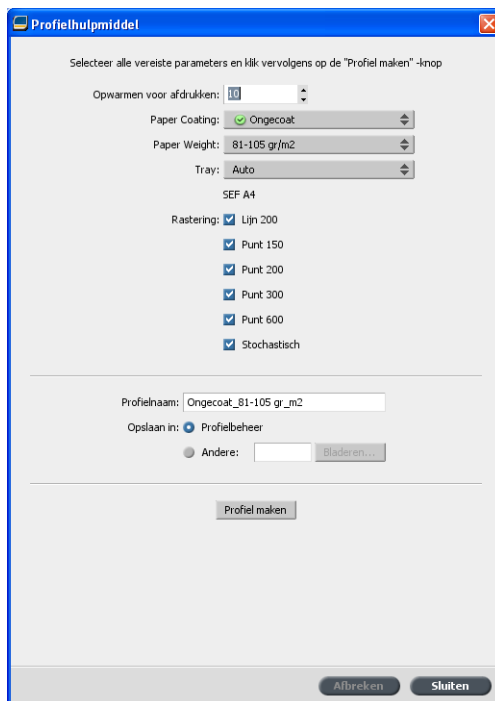 Profielhulpmiddel
Selecteer alle vereiste parameters en klik vervolgens op de "Profiel maken" -knop
Opwarmen voor afdrukken: 10
Paper Coating: Ongecoat
Paper Weight: 81-105 gr/m2
Tray: Auto
SEF A4
Rastering: Lijn 200
Punt 150
Punt 200
Punt 300
Punt 600
Stochastisch
Profielnaam: Ongecoat_81-105 gr_m2
Opslaan in: Profielbeheer
Andere: Bladeren...
Profiel maken
Afbreken Sluiten